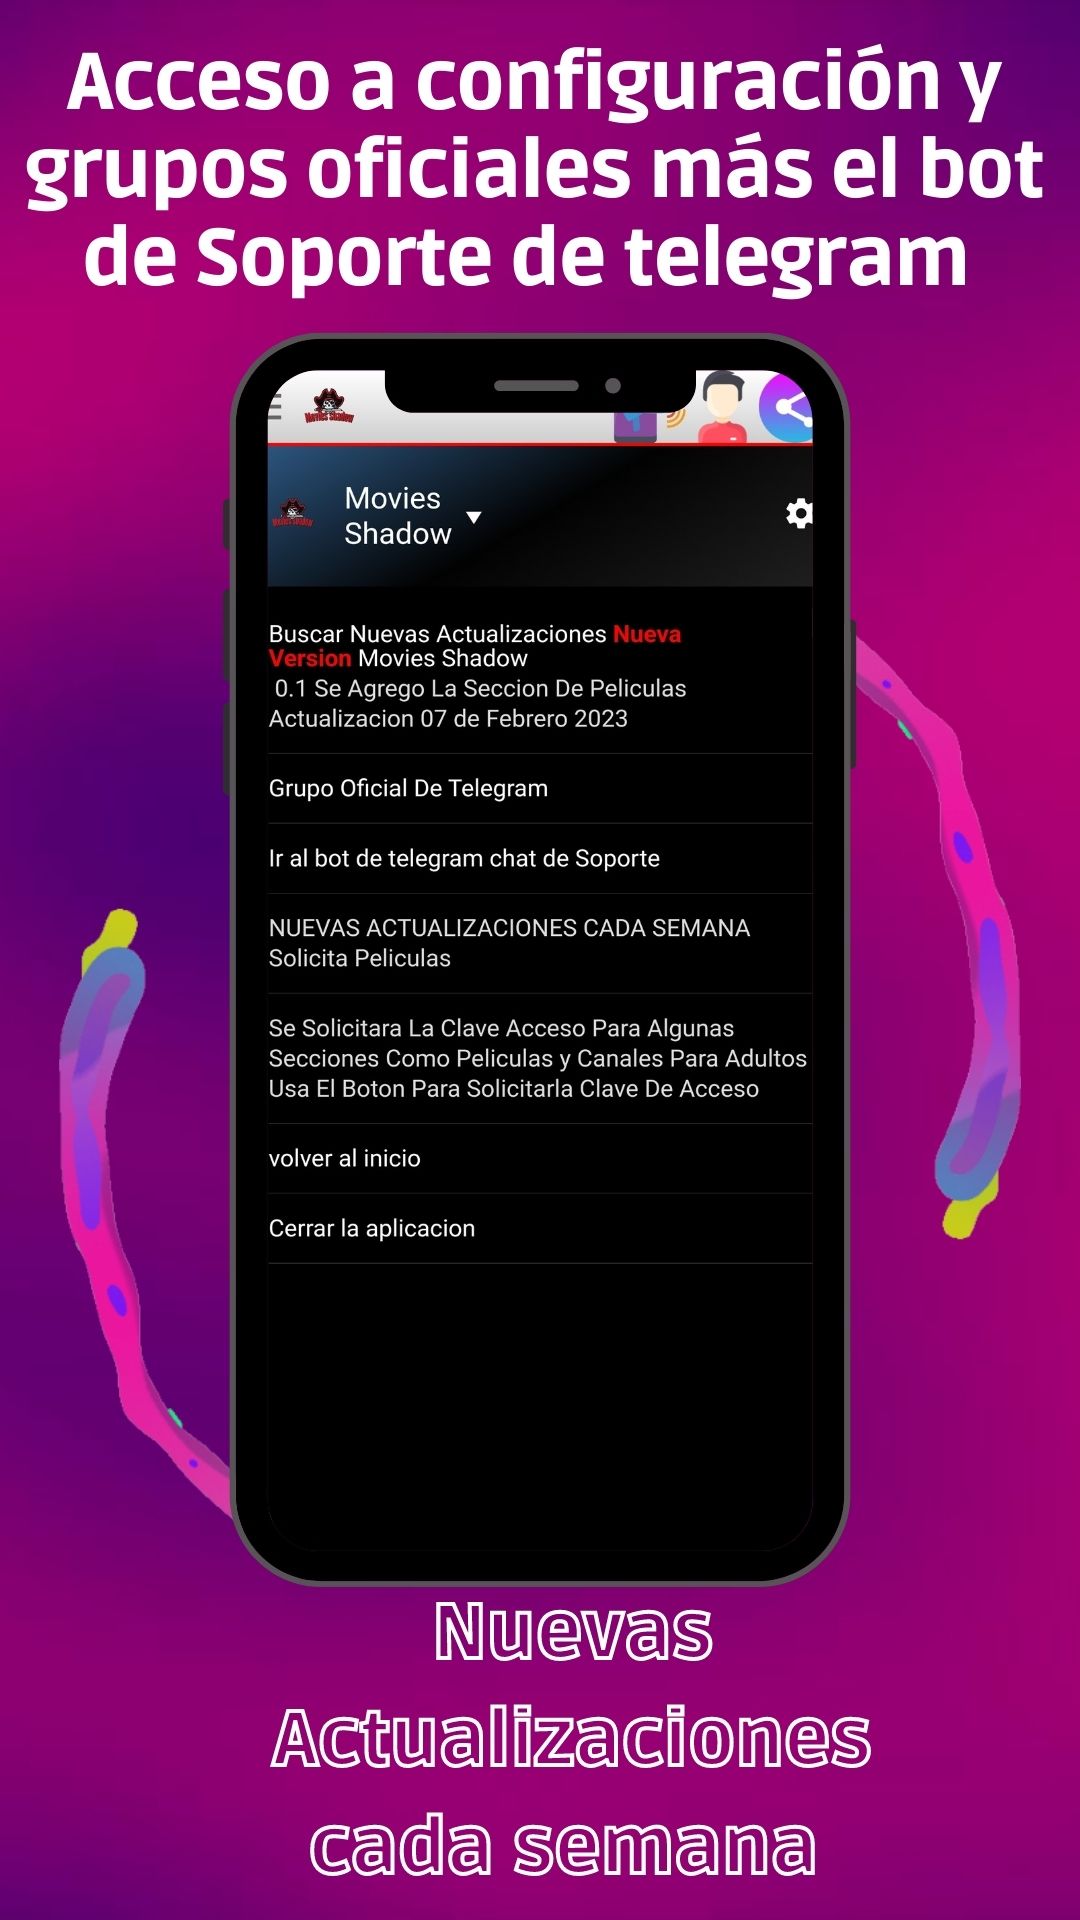 Acceso a configuración y
grupos oficiales más el bot
de Soporte de telegram
Movies Shadow
Movies Shadow
Movies
Shadow
Buscar Nuevas Actualizaciones Nueva
Version Movies Shadow
0.1 Se Agrego La Seccion De Peliculas
Actualizacion 07 de Febrero 2023
Grupo Oficial De Telegram
Ir al bot de telegram chat de Soporte
NUEVAS ACTUALIZACIONES CADA SEMANA
Solicita Peliculas
Se Solicitara La Clave Acceso Para Algunas
Secciones Como Peliculas y Canales Para Adultos
Usa El Boton Para Solicitarla Clave De Acceso
volver al inicio
Cerrar la aplicacion
Nuevas
Actualizaciones
cada semana